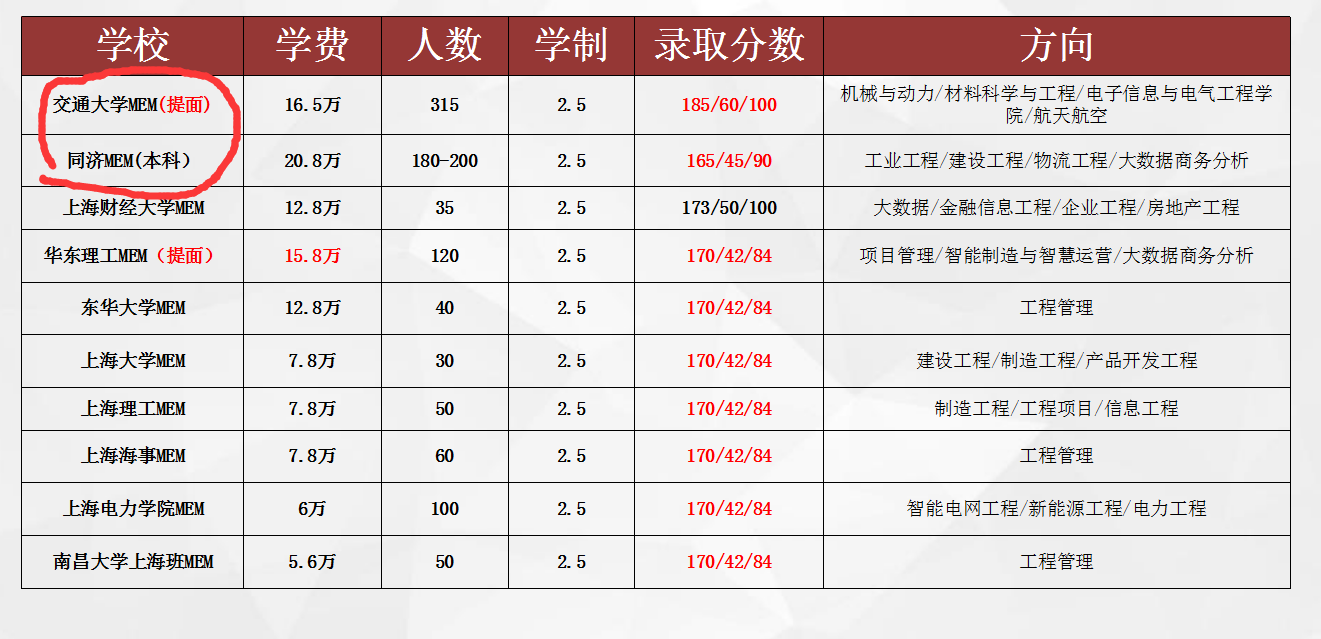 学校 学费 人数 学制 录取分数 方向
交通大学MEM(提面) 16.5万 315 2.5 185/60/100 机械与动力/材料科学与工程/电子信息与电气工程学
院/航天航空
同济MEM(本科） 20.8万 180-200 2.5 165/45/90 工业工程/建设工程/物流工程/大数据商务分析
上海财经大学MEM 12.8万 35 2.5 173/50/100 大数据/金融信息工程/企业工程/房地产工程
华东理工MEM（提面） 15.8万 120 2.5 170/42/84 项目管理/智能制造与智慧运营/大数据商务分析
东华大学MEM 12.8万 40 2.5 170/42/84 工程管理
上海大学MEM 7.8万 30 2.5 170/42/84 建设工程/制造工程/产品开发工程
上海理工MEM 7.8万 50 2.5 170/42/84 制造工程/工程项目/信息工程
上海海事MEM 7.8万 60 2.5 170/42/84 工程管理
上海电力学院MEM 6万 100 2.5 170/42/84 智能电网工程/新能源工程/电力工程
南昌大学上海班MEM 5.6万 50 2.5 170/42/84 工程管理